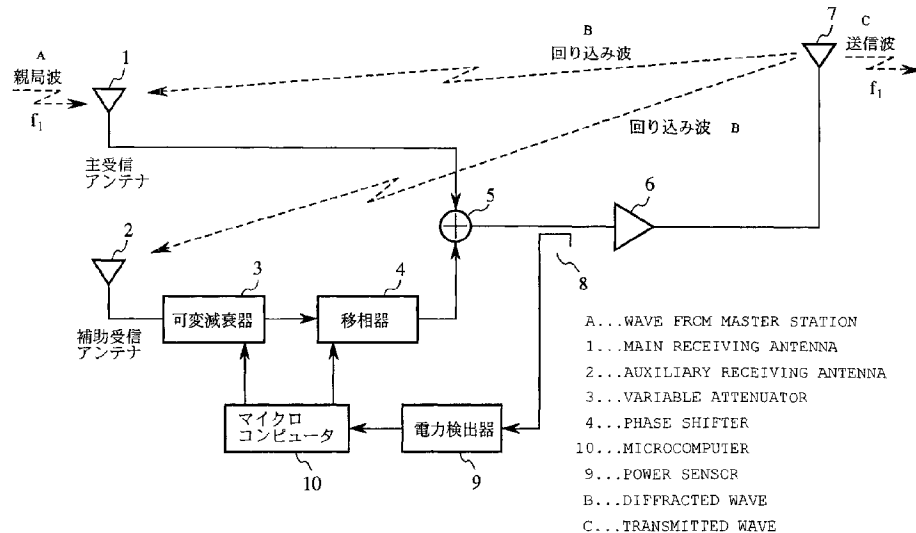 7
C
B
送信波
A
1
回り込み波
親局波
f1
f1
回り込み波 B
主受信
アンテナ
5
6
2
3
4
8
可変減衰器
移相器
補助受信
アンテナ
マイクロ
コンピュータ
電力検出器
10
9
A...WAVE FROM MASTER STATION
1...MAIN RECEIVING ANTENNA
2...AUXILIARY RECEIVING ANTENNA
3...VARIABLE ATTENUATOR
4...PHASE SHIFTER
10...MICROCOMPUTER
9...POWER SENSOR
B...DIFFRACTED WAVE
C...TRANSMITTED WAVE